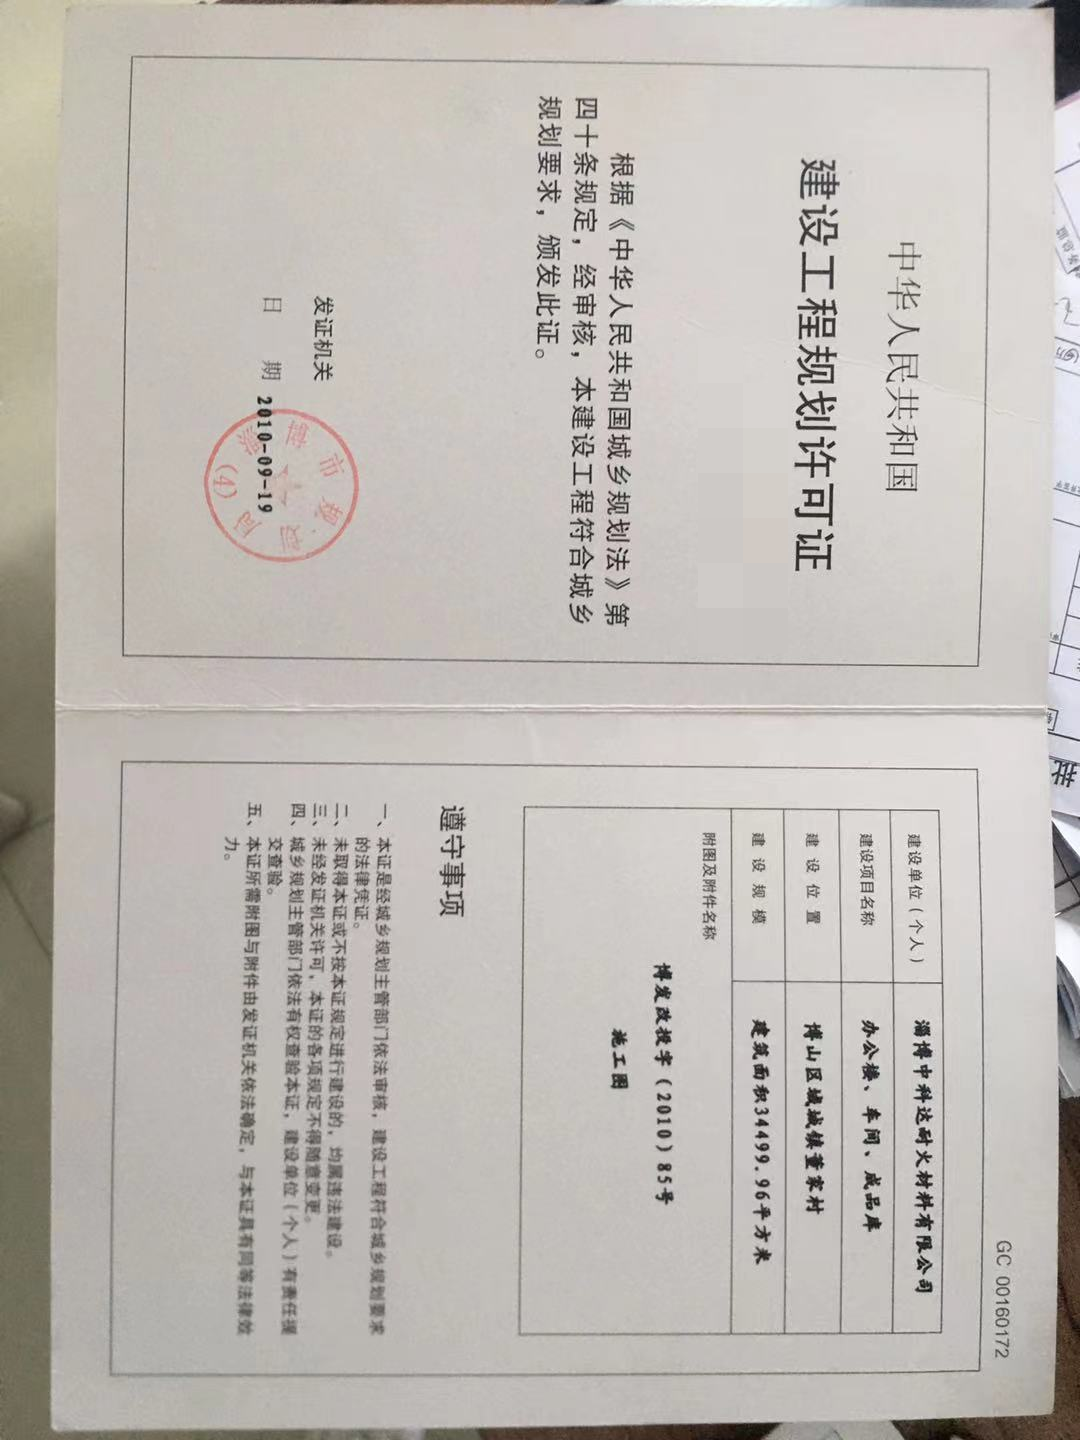 中华人民共和国
建设工程规划许可证
根据《中华人民共和国城乡规划法》第
四十条规定，经审核，本建设工程符合城乡
规划要求，颁发此证。
发证机关
日 期 2010-09-19
淄博市规划局
(4)
GC 00160172
建设单位（个人） 淄博中科达耐火材料有限公司
建设项目名称 办公楼、车间、成品库
建设位置 博山区域城镇董家村
建设规模 建筑面积34499.96平方米
附图及附件名称
博发改投字（2010）85号
施工图
遵守事项
一、本证是经城乡规划主管部门依法审核，建设工程符合城乡规划要求
的法律凭证。
二、未取得本证或不按本证规定进行建设的，均属违法建设。
三、未经发证机关许可，本证的各项规定不得随意变更。
四、城乡规划主管部门依法有权查验本证，建设单位（个人）有责任提
交查验。
五、本证所需附图与附件由发证机关依法确定，与本证具有同等法律效
力。
批